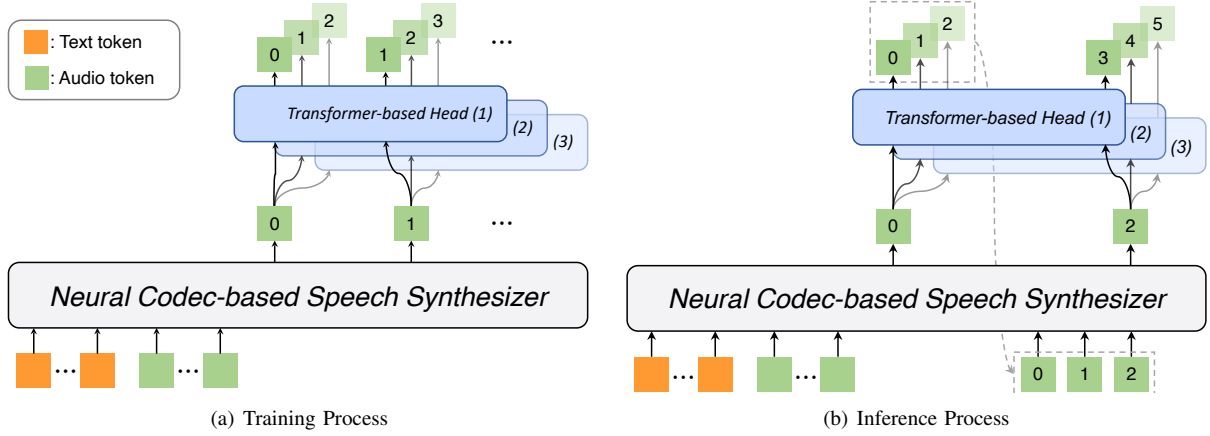 : Text token
: Audio token
0 1 2
1 2 3
...
Transformer-based Head (1)
(2)
(3)
0
1
...
Neural Codec-based Speech Synthesizer
... ...
(a) Training Process
0 1 2
3 4 5
Transformer-based Head (1)
(2)
(3)
0
2
Neural Codec-based Speech Synthesizer
... ...
0 1 2
(b) Inference Process